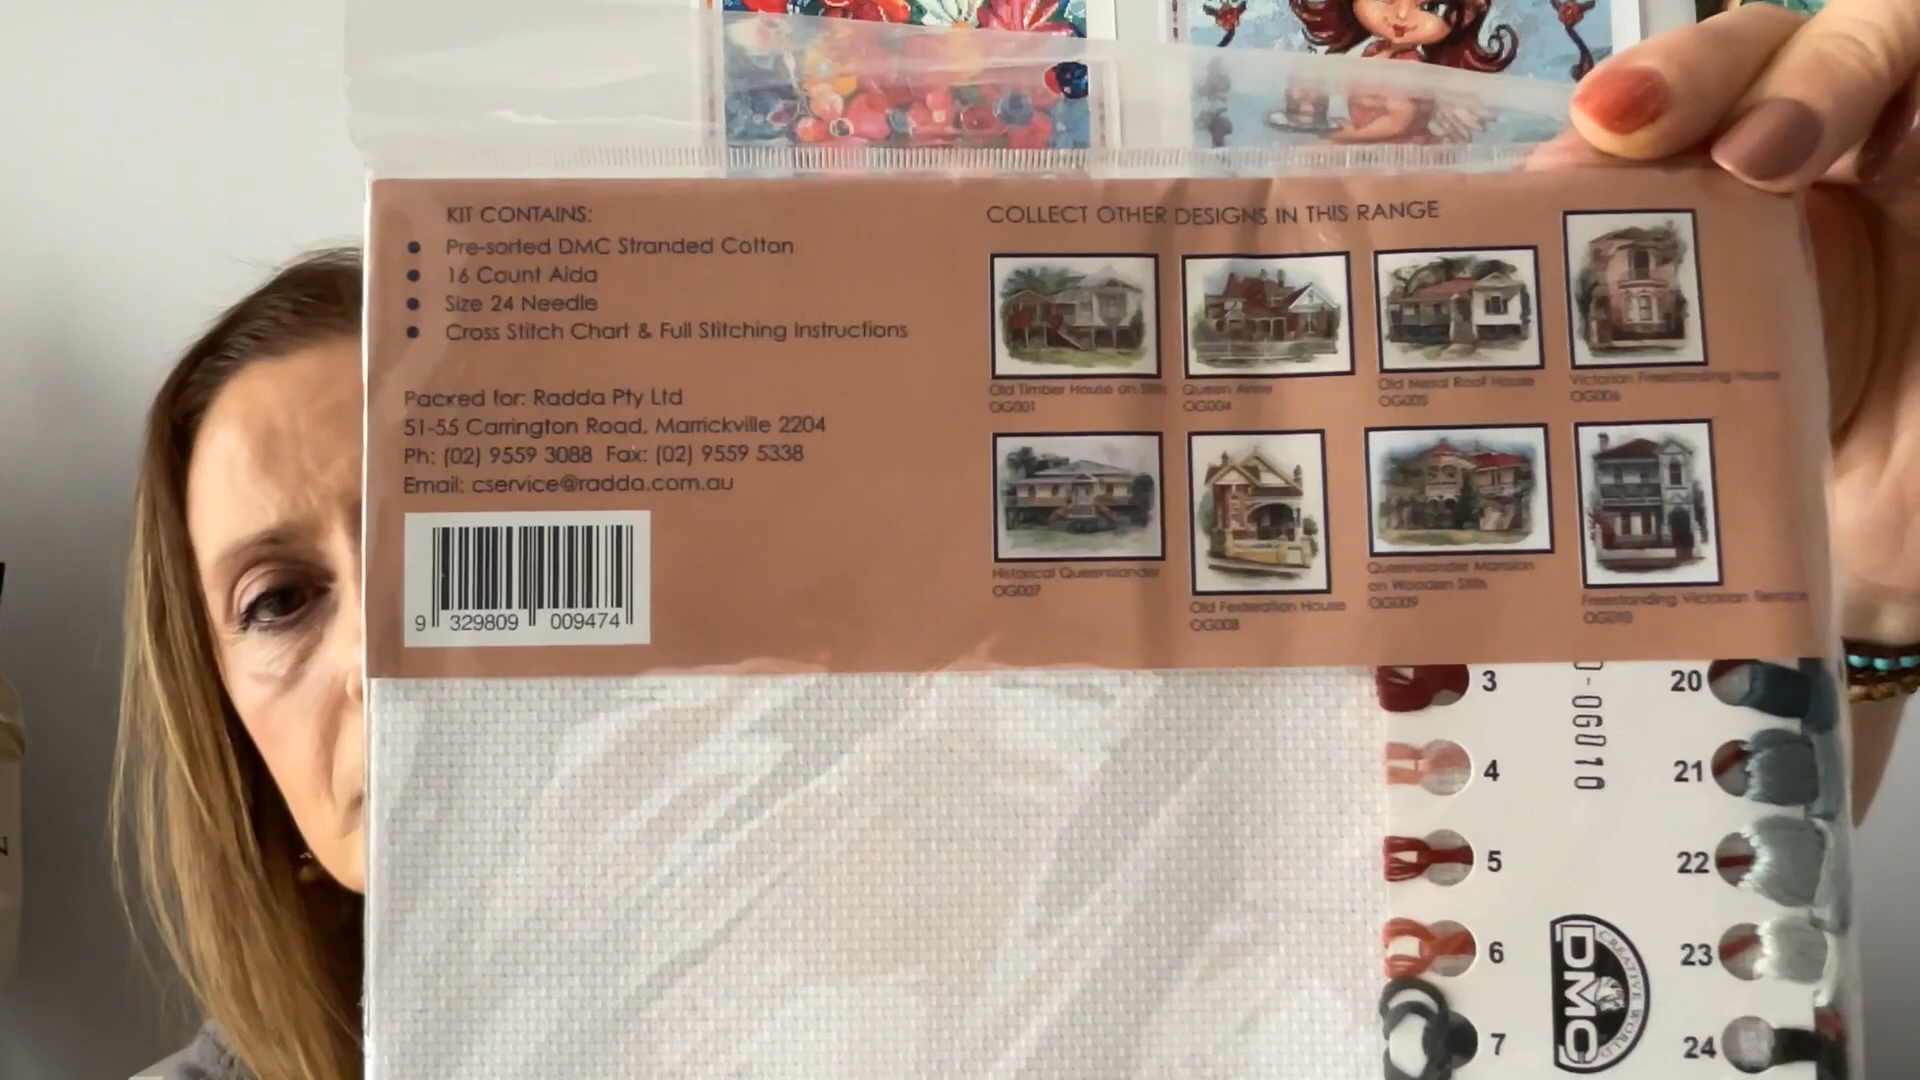 KIT CONTAINS:
Pre-sorted DMC Stranded Cotton
16 Count Aida
Size 24 Needle
Cross Stitch Chart & Full Stitching Instructions
Packed for: Radda Pty Ltd
51-55 Carrington Road, Marrickville 2204
Ph: (02) 9559 3088 Fax: (02) 9559 5338
Email: cservice@radda.com.au
9 329809 009474
COLLECT OTHER DESIGNS IN THIS RANGE
Old Timber House on Stilts
OG001
Queen Anne
OG004
Old Metal Roof House
OG005
Victorian Freestanding House
OG006
Historical Queenslander
OG007
Old Federation House
OG008
Queenslander Mansion
on Wooden Stilts
OG009
Freestanding Victorian Terrace
OG010
3
4
5
6
7
-OG010
DMC
CREATIVE WORLD
20
21
22
23
24